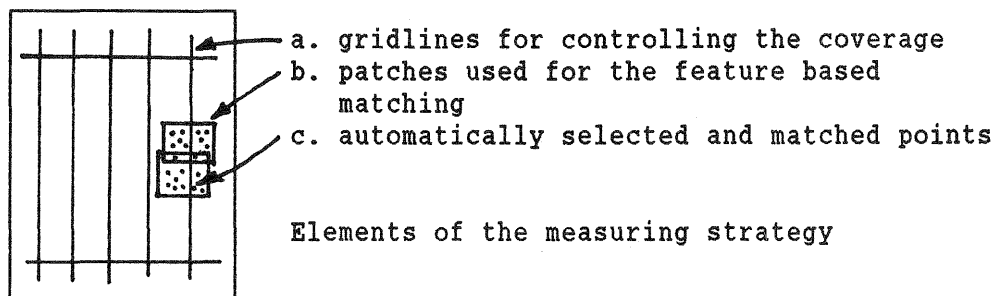 a. gridlines for controlling the coverage
b. patches used for the feature based
matching
c. automatically selected and matched points
Elements of the measuring strategy